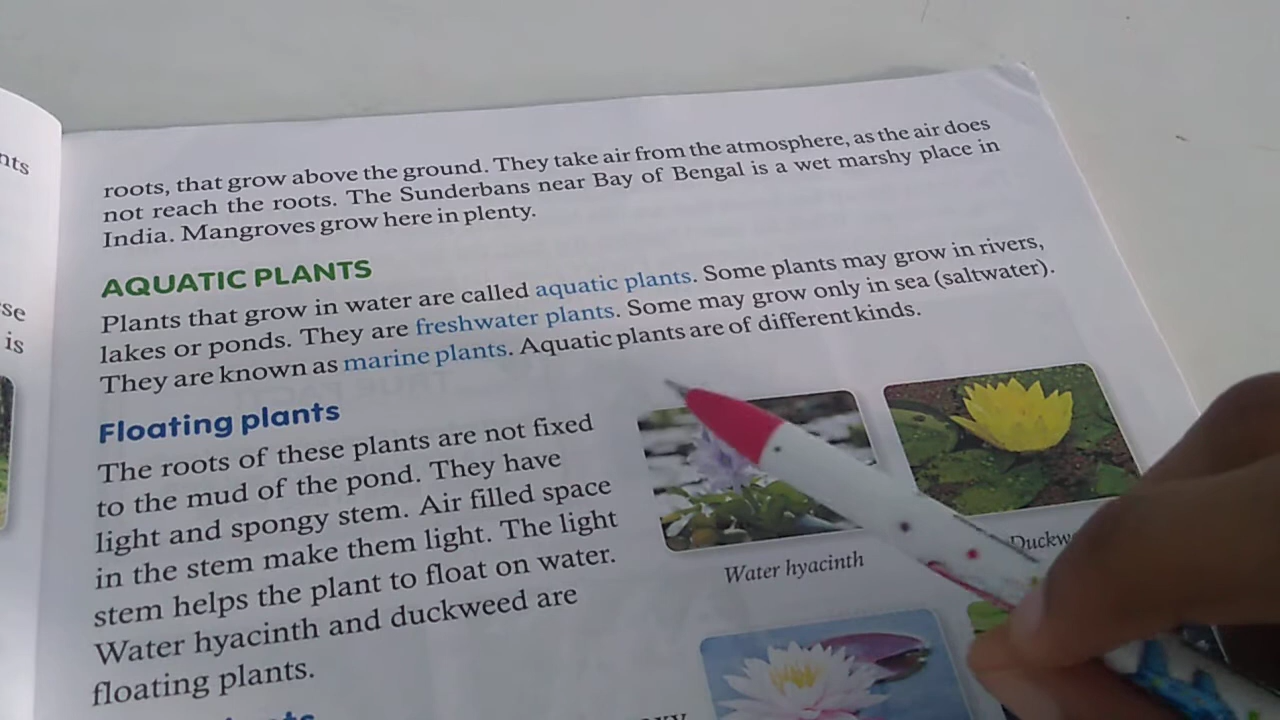 nts
se
is
roots, that grow above the ground. They take air from the atmosphere, as the air does
not reach the roots. The Sunderbans near Bay of Bengal is a wet marshy place in
India. Mangroves grow here in plenty.
AQUATIC PLANTS
Plants that grow in water are called aquatic plants. Some plants may grow in rivers,
lakes or ponds. They are freshwater plants. Some may grow only in sea (saltwater).
They are known as marine plants. Aquatic plants are of different kinds.
Floating plants
The roots of these plants are not fixed
to the mud of the pond. They have
light and spongy stem. Air filled space
in the stem make them light. The light
stem helps the plant to float on water.
Water hyacinth and duckweed are
floating plants.
Water hyacinth
Duckw